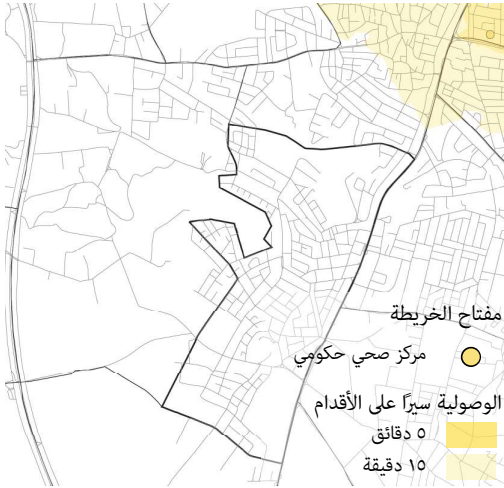 مفتاح الخريطة
مركز صحي حكومي
الوصولية سيرًا على الأقدام
٥ دقائق
١٥ دقيقة